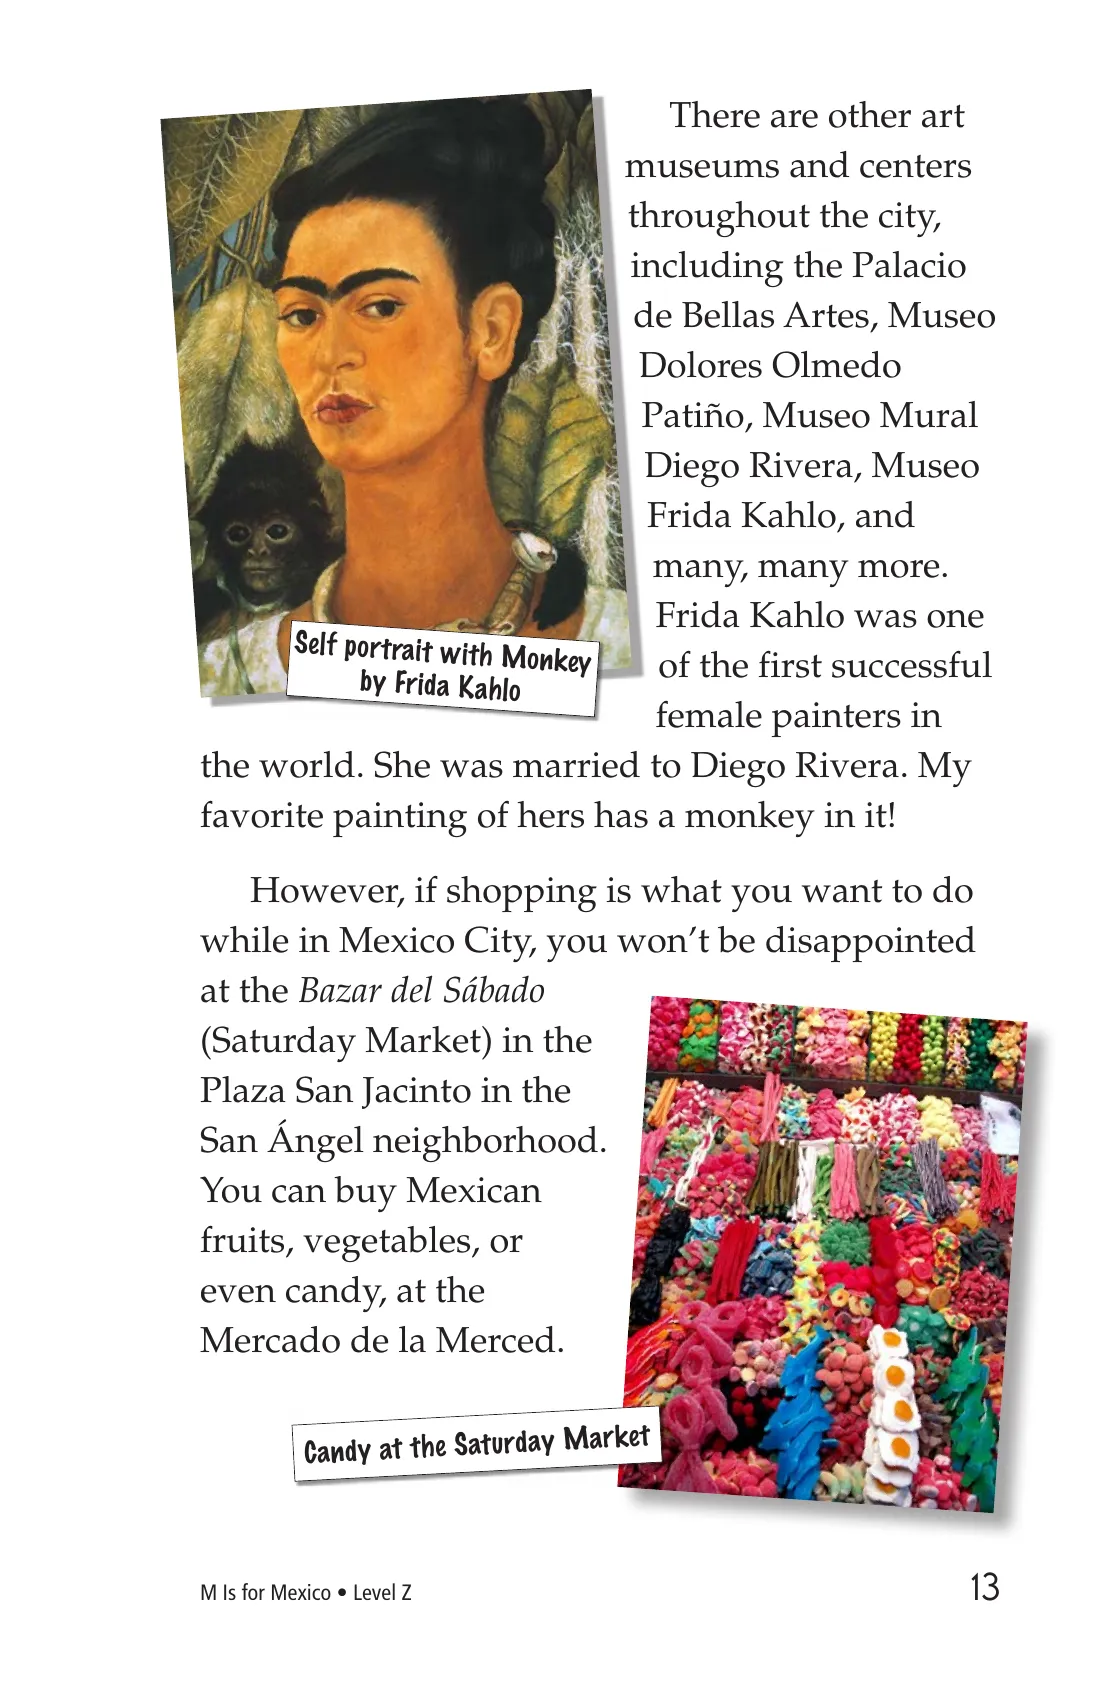 There are other art
museums and centers
throughout the city,
including the Palacio
de Bellas Artes, Museo
Dolores Olmedo
Patiño, Museo Mural
Diego Rivera, Museo
Frida Kahlo, and
many, many more.
Frida Kahlo was one
of the first successful
female painters in
the world. She was married to Diego Rivera. My
favorite painting of hers has a monkey in it!
Self portrait with Monkey
by Frida Kahlo
However, if shopping is what you want to do
while in Mexico City, you won’t be disappointed
at the Bazar del Sábado
(Saturday Market) in the
Plaza San Jacinto in the
San Ángel neighborhood.
You can buy Mexican
fruits, vegetables, or
even candy, at the
Mercado de la Merced.
Candy at the Saturday Market
M Is for Mexico • Level Z
13